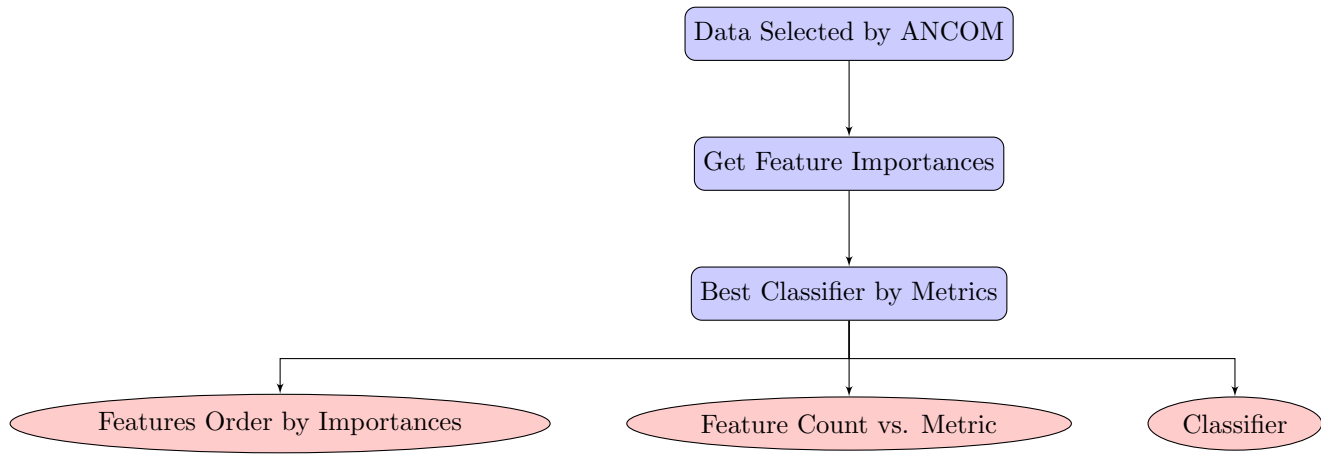 Data Selected by ANCOM
Get Feature Importances
Best Classifier by Metrics
Features Order by Importances
Feature Count vs. Metric
Classifier